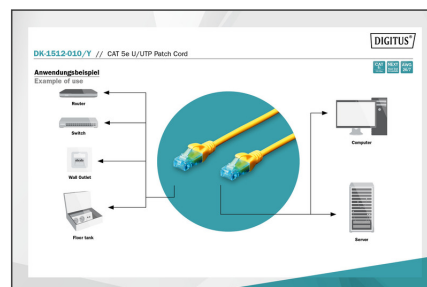 DIGITUS®
DK-1512-010/Y // CAT 5e U/UTP Patch Cord
Anwendungsbeispiel
Example of use
Router
Switch
Wall Outlet
Floor tank
Computer
Server